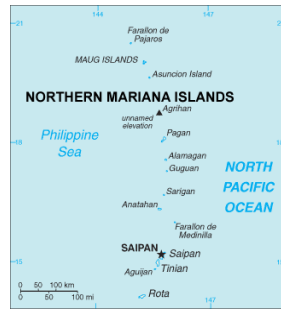 144
147
21
Farallon de
Pajaros
MAUG ISLANDS
Asuncion Island
NORTHERN MARIANA ISLANDS
Agrihan
unnamed
elevation
Philippine
Sea
Pagan
18
18
Alamagan
Guguan
NORTH
PACIFIC
OCEAN
Sarigan
Anatahan
Farallon de
Medinilla
SAIPAN
Saipan
15
15
Aguijan
Tinian
0 50 100 km
0 50 100 mi
Rota
147